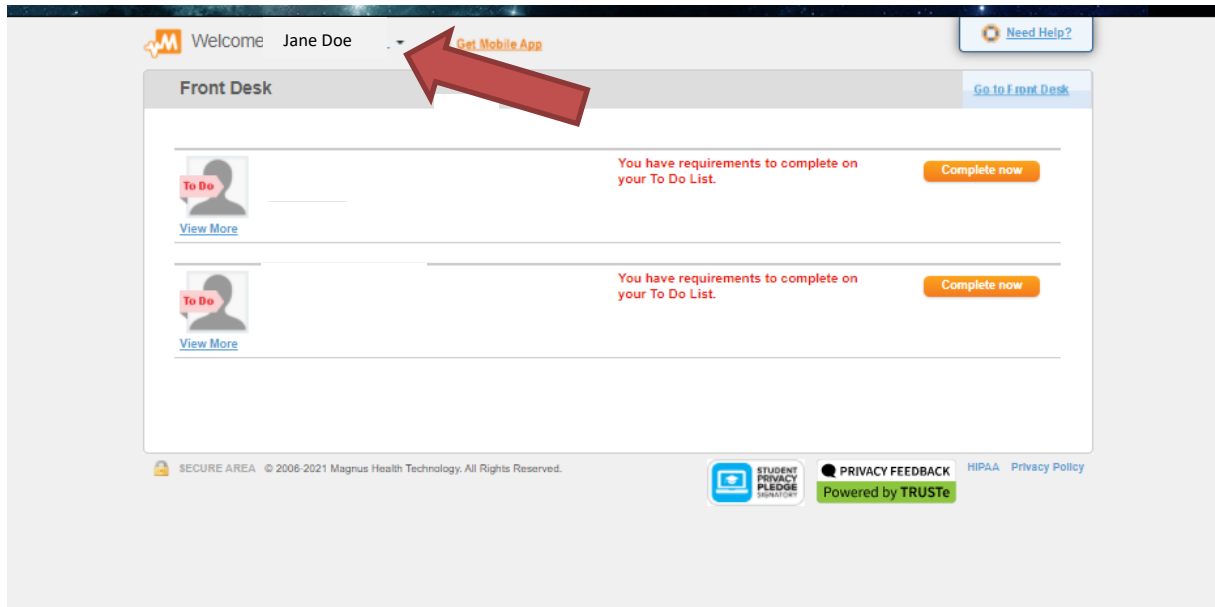 Welcome Jane Doe
Get Mobile App
Need Help?
Front Desk
Go to Front Desk
To Do
You have requirements to complete on
your To Do List.
Complete now
View More
To Do
You have requirements to complete on
your To Do List.
Complete now
View More
SECURE AREA © 2006-2021 Magnus Health Technology. All Rights Reserved.
STUDENT
PRIVACY
PLEDGE
SIGNATORY
PRIVACY FEEDBACK
Powered by TRUSTe
HIPAA Privacy Policy